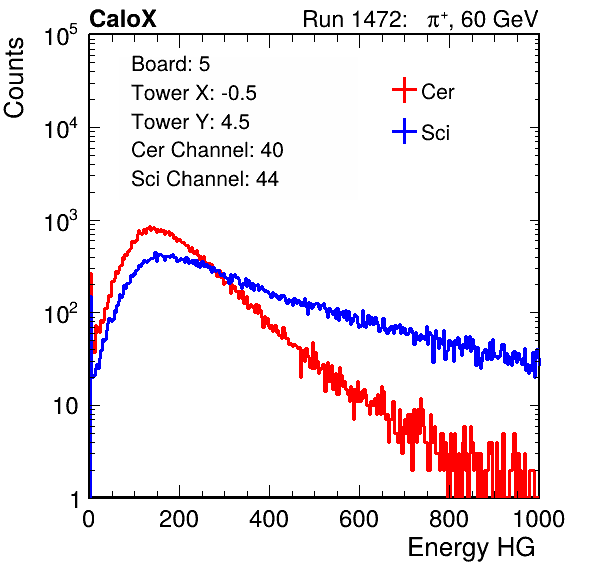 CaloX Run 1472: π⁺, 60 GeV
Board: 5
Tower X: -0.5
Tower Y: 4.5
Cer Channel: 40
Sci Channel: 44
Cer
Sci
Counts
10⁵
10⁴
10³
10²
10
1
0 200 400 600 800 1000
Energy HG